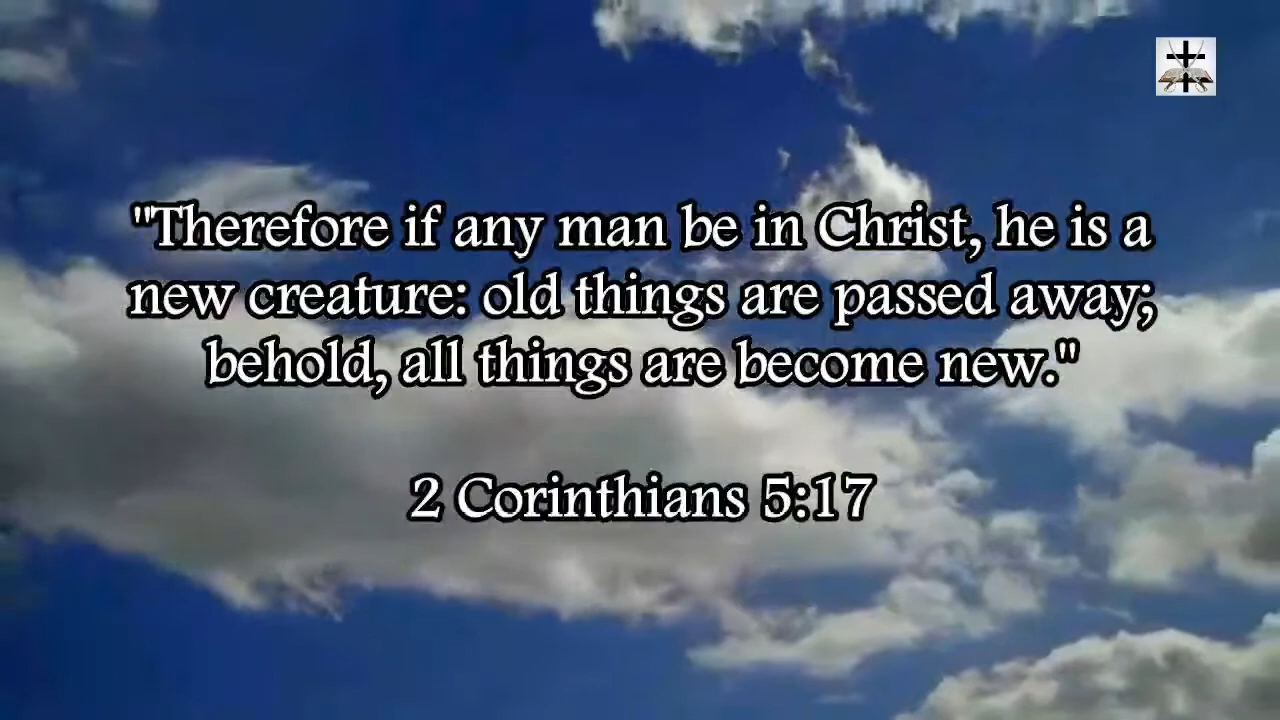 "Therefore if any man be in Christ, he is a
new creature: old things are passed away;
behold, all things are become new."
2 Corinthians 5:17